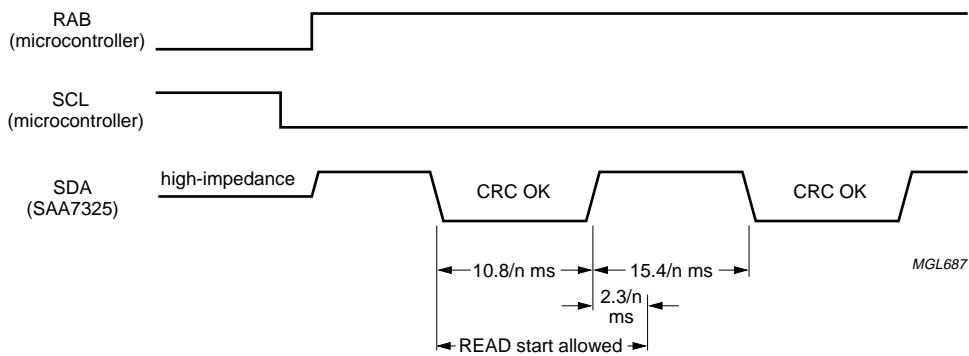 RAB
(microcontroller)
SCL
(microcontroller)
SDA
(SAA7325)
high-impedance
CRC OK
CRC OK
10.8/n ms
15.4/n ms
MGL687
2.3/n
ms
READ start allowed